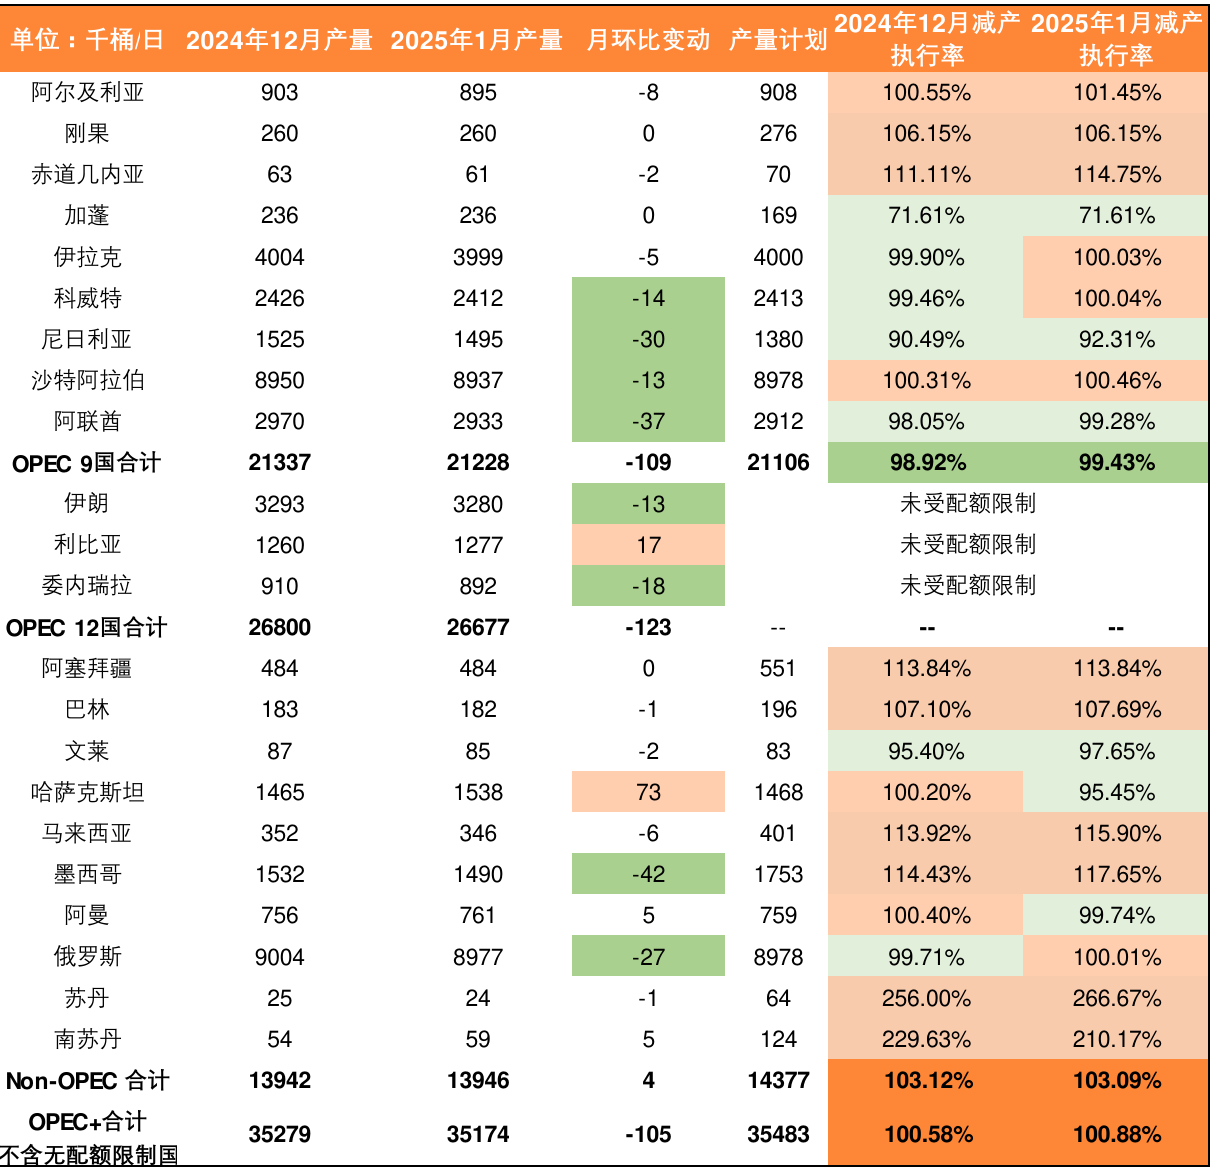 单位：千桶/日 2024年12月产量 2025年1月产量 月环比变动 产量计划 2024年12月减产执行率 2025年1月减产执行率
阿尔及利亚 903 895 -8 908 100.55% 101.45%
刚果 260 260 0 276 106.15% 106.15%
赤道几内亚 63 61 -2 70 111.11% 114.75%
加蓬 236 236 0 169 71.61% 71.61%
伊拉克 4004 3999 -5 4000 99.90% 100.03%
科威特 2426 2412 -14 2413 99.46% 100.04%
尼日利亚 1525 1495 -30 1380 90.49% 92.31%
沙特阿拉伯 8950 8937 -13 8978 100.31% 100.46%
阿联酋 2970 2933 -37 2912 98.05% 99.28%
OPEC 9国合计 21337 21228 -109 21106 98.92% 99.43%
伊朗 3293 3280 -13 未受配额限制
利比亚 1260 1277 17 未受配额限制
委内瑞拉 910 892 -18 未受配额限制
OPEC 12国合计 26800 26677 -123 -- -- --
阿塞拜疆 484 484 0 551 113.84% 113.84%
巴林 183 182 -1 196 107.10% 107.69%
文莱 87 85 -2 83 95.40% 97.65%
哈萨克斯坦 1465 1538 73 1468 100.20% 95.45%
马来西亚 352 346 -6 401 113.92% 115.90%
墨西哥 1532 1490 -42 1753 114.43% 117.65%
阿曼 756 761 5 759 100.40% 99.74%
俄罗斯 9004 8977 -27 8978 99.71% 100.01%
苏丹 25 24 -1 64 256.00% 266.67%
南苏丹 54 59 5 124 229.63% 210.17%
Non-OPEC 合计 13942 13946 4 14377 103.12% 103.09%
OPEC+合计
不含无配额限制国 35279 35174 -105 35483 100.58% 100.88%